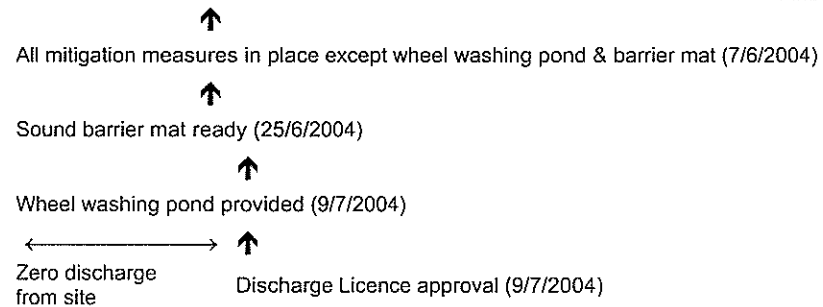 All mitigation measures in place except wheel washing pond & barrier mat (7/6/2004)
Sound barrier mat ready (25/6/2004)
Wheel washing pond provided (9/7/2004)
Zero discharge
from site
Discharge Licence approval (9/7/2004)